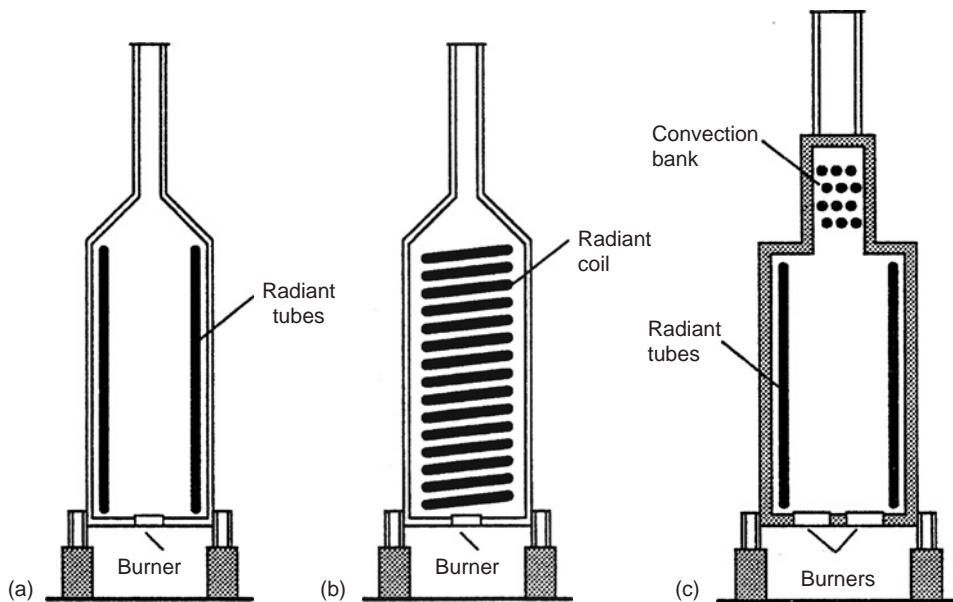 Radiant
tubes
Burner
(a)
Radiant
coil
Burner
(b)
Convection
bank
Radiant
tubes
Burners
(c)